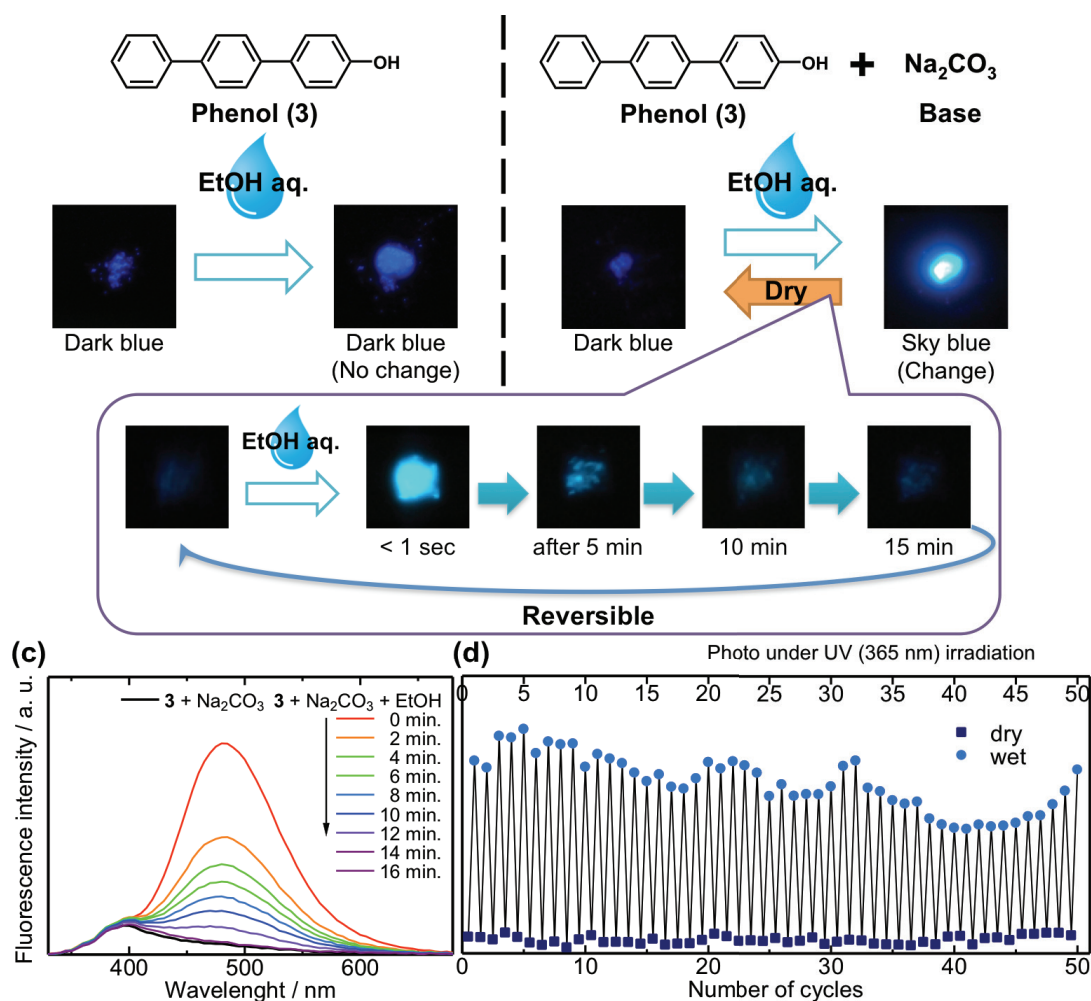 OH
OH
+
Na₂CO₃
Phenol (3)
Phenol (3)
Base
EtOH aq.
EtOH aq.
Dry
Dark blue
Dark blue
(No change)
Dark blue
Sky blue
(Change)
EtOH aq.
< 1 sec
after 5 min
10 min
15 min
Reversible
(c)
3 + Na₂CO₃ 3 + Na₂CO₃ + EtOH
0 min.
2 min.
4 min.
6 min.
8 min.
10 min.
12 min.
14 min.
16 min.
Fluorescence intensity / a. u.
400 500 600
Wavelenght / nm
(d)
Photo under UV (365 nm) irradiation
0 5 10 15 20 25 30 35 40 45 50
dry
wet
0 10 20 30 40 50
Number of cycles